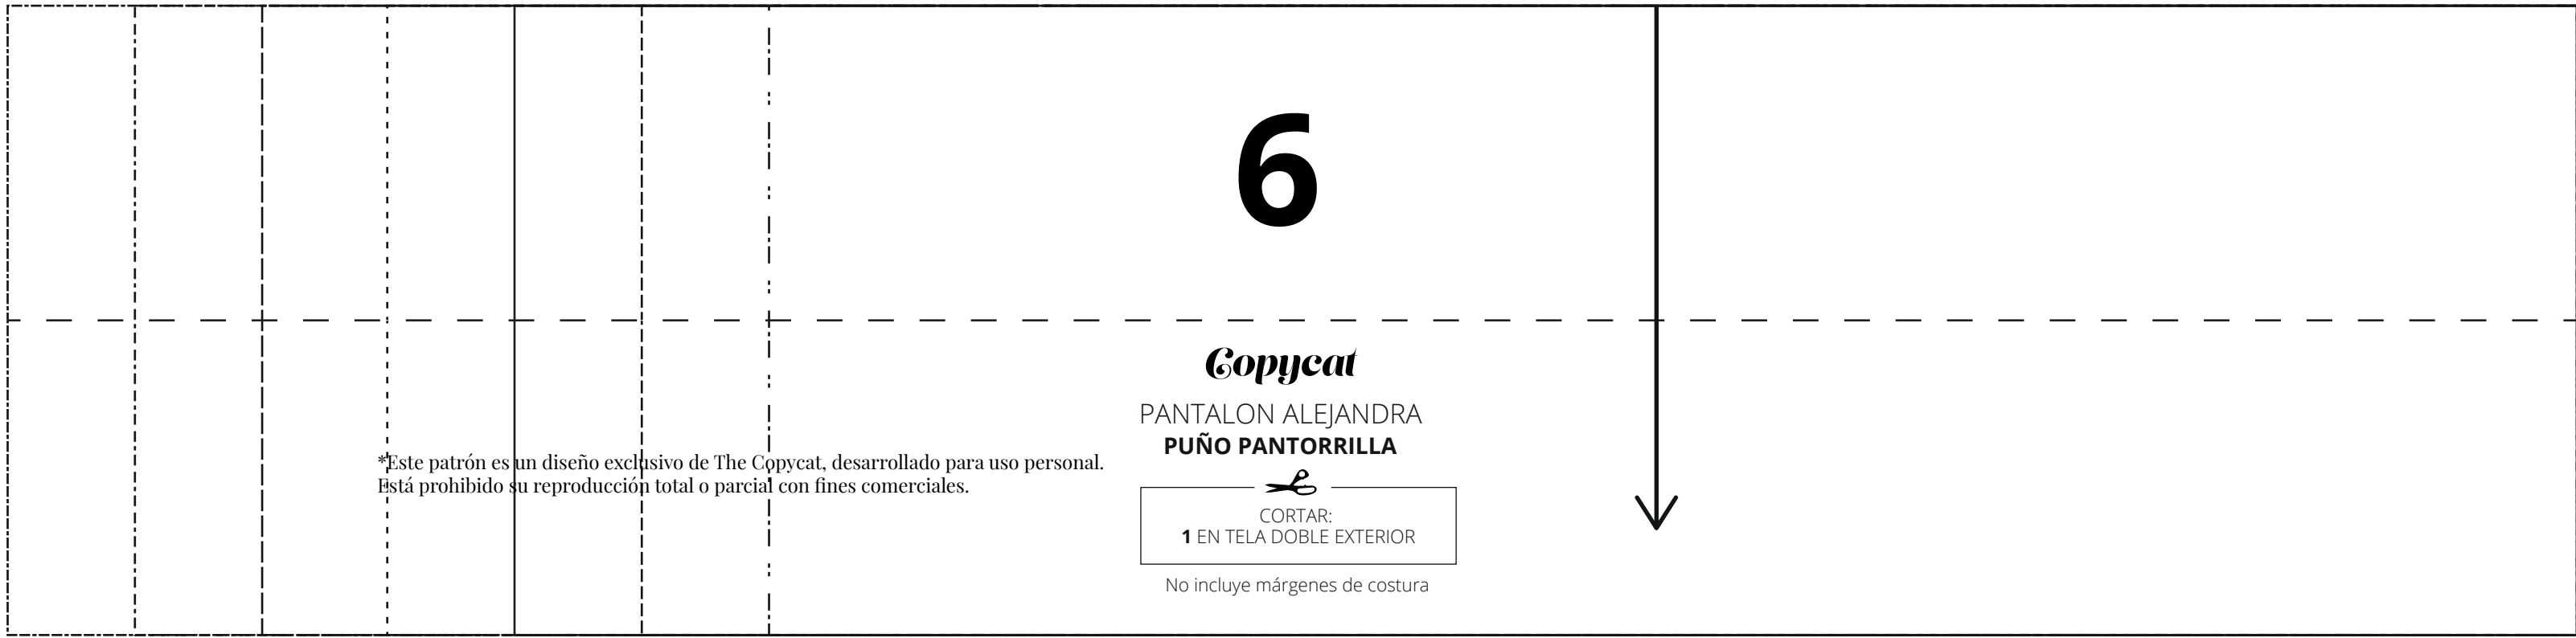 6
Copycat
PANTALON ALEJANDRA
PUÑO PANTORRILLA
*Este patrón es un diseño exclusivo de The Copycat, desarrollado para uso personal.
Está prohibido su reproducción total o parcial con fines comerciales.
CORTAR:
1 EN TELA DOBLE EXTERIOR
No incluye márgenes de costura